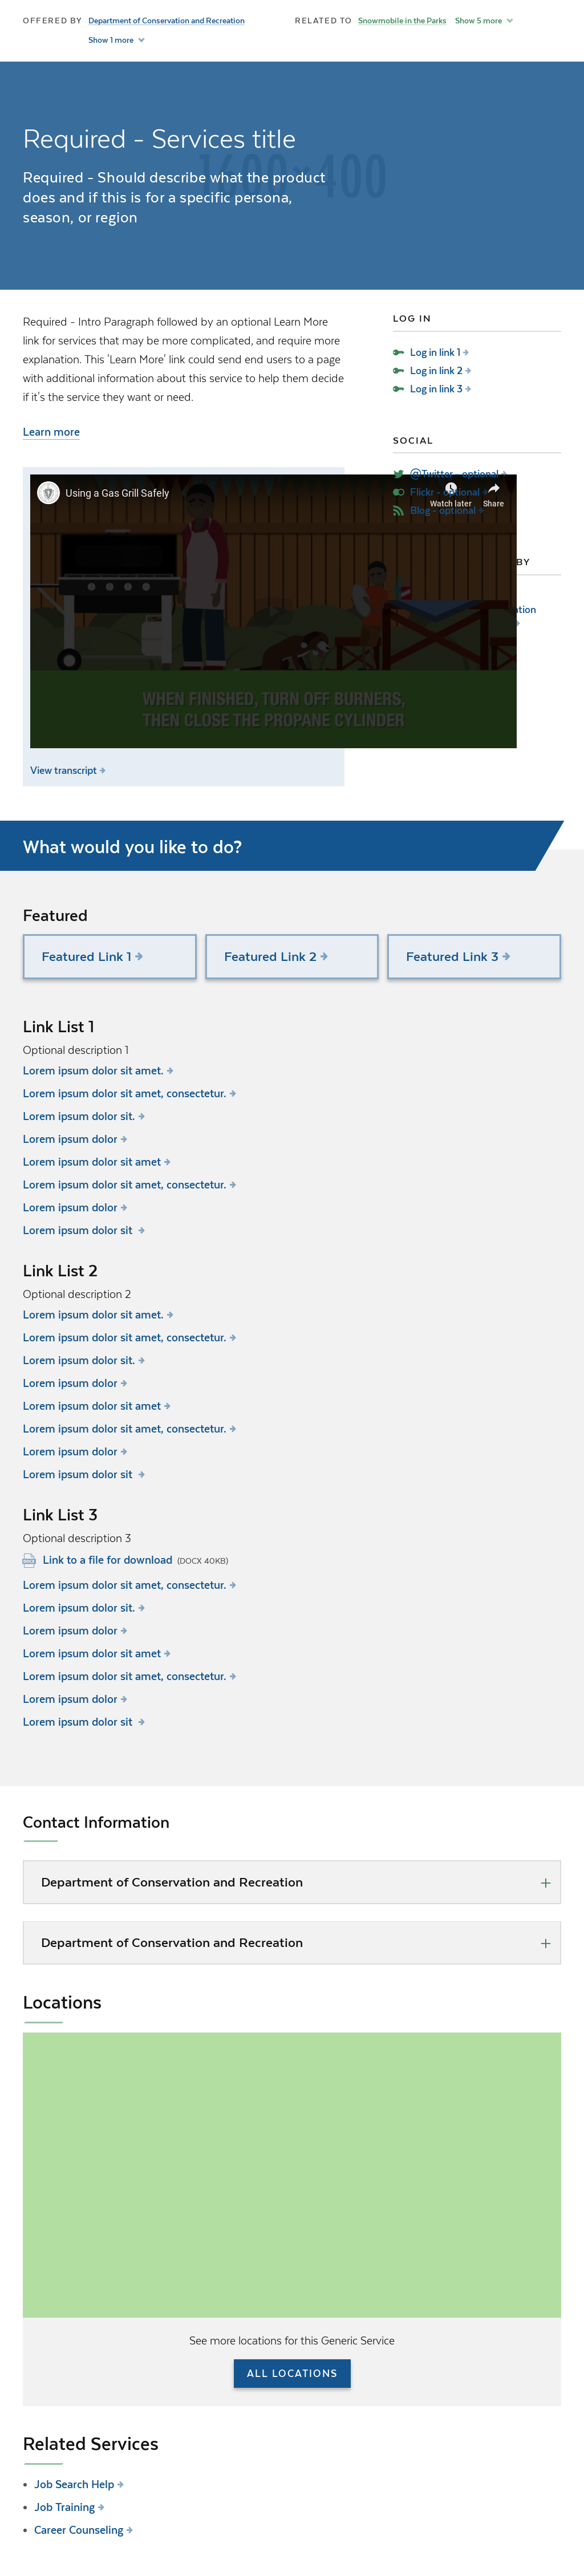 OFFERED BY Department of Conservation and Recreation
Show 1 more
RELATED TO Snowmobile in the Parks Show 5 more
1600×400
Required - Services title
Required - Should describe what the product
does and if this is for a specific persona,
season, or region
Required - Intro Paragraph followed by an optional Learn More
link for services that may be more complicated, and require more
explanation. This 'Learn More' link could send end users to a page
with additional information about this service to help them decide
if it's the service they want or need.
Learn more
Using a Gas Grill Safely
Watch later
Share
WHEN FINISHED, TURN OFF BURNERS,
THEN CLOSE THE PROPANE CYLINDER
View transcript
LOG IN
Log in link 1
Log in link 2
Log in link 3
SOCIAL
@Twitter - optional
Flickr - optional
Blog - optional
BY
ation
What would you like to do?
Featured
Featured Link 1
Featured Link 2
Featured Link 3
Link List 1
Optional description 1
Lorem ipsum dolor sit amet.
Lorem ipsum dolor sit amet, consectetur.
Lorem ipsum dolor sit.
Lorem ipsum dolor
Lorem ipsum dolor sit amet
Lorem ipsum dolor sit amet, consectetur.
Lorem ipsum dolor
Lorem ipsum dolor sit
Link List 2
Optional description 2
Lorem ipsum dolor sit amet.
Lorem ipsum dolor sit amet, consectetur.
Lorem ipsum dolor sit.
Lorem ipsum dolor
Lorem ipsum dolor sit amet
Lorem ipsum dolor sit amet, consectetur.
Lorem ipsum dolor
Lorem ipsum dolor sit
Link List 3
Optional description 3
DOCX Link to a file for download (DOCX 40KB)
Lorem ipsum dolor sit amet, consectetur.
Lorem ipsum dolor sit.
Lorem ipsum dolor
Lorem ipsum dolor sit amet
Lorem ipsum dolor sit amet, consectetur.
Lorem ipsum dolor
Lorem ipsum dolor sit
Contact Information
Department of Conservation and Recreation
Department of Conservation and Recreation
Locations
See more locations for this Generic Service
ALL LOCATIONS
Related Services
Job Search Help
Job Training
Career Counseling